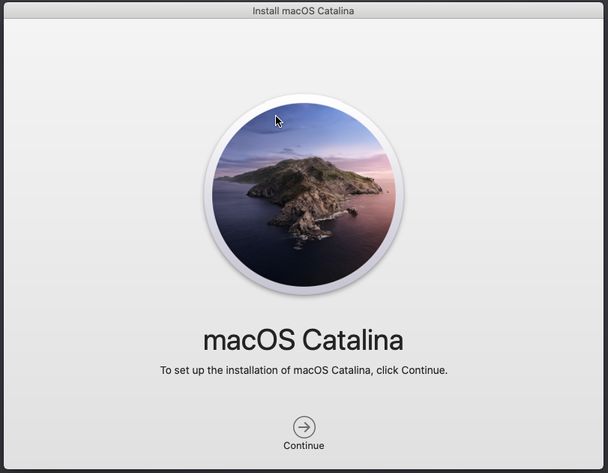 Install macOS Catalina
macOS Catalina
To set up the installation of macOS Catalina, click Continue.
Continue